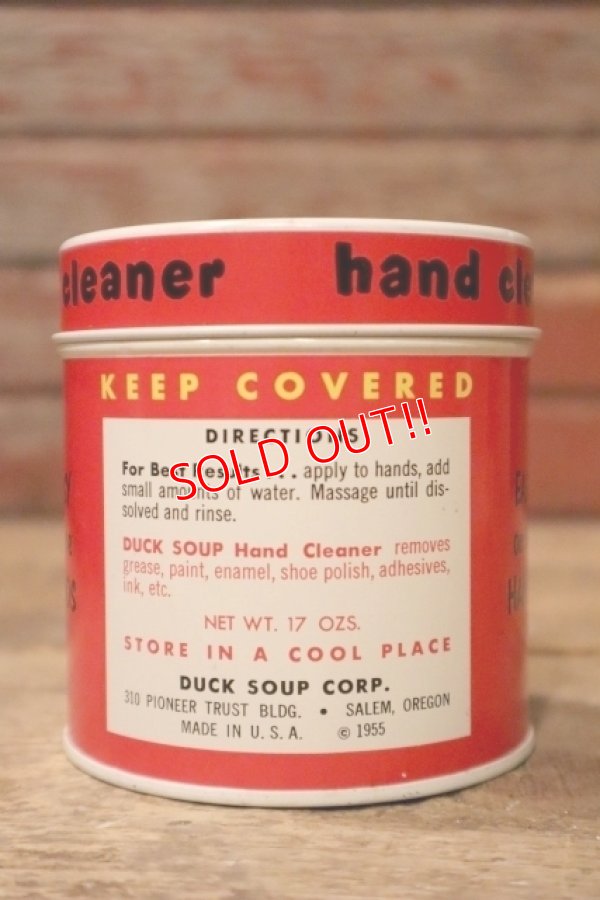 cleaner hand cle
KEEP COVERED
DIRECTIONS
For Best Results . . . apply to hands, add
small amounts of water. Massage until dis-
solved and rinse.
DUCK SOUP Hand Cleaner removes
grease, paint, enamel, shoe polish, adhesives,
ink, etc.
NET WT. 17 OZS.
STORE IN A COOL PLACE
DUCK SOUP CORP.
310 PIONEER TRUST BLDG. • SALEM, OREGON
MADE IN U.S.A. © 1955
SOLD OUT!!